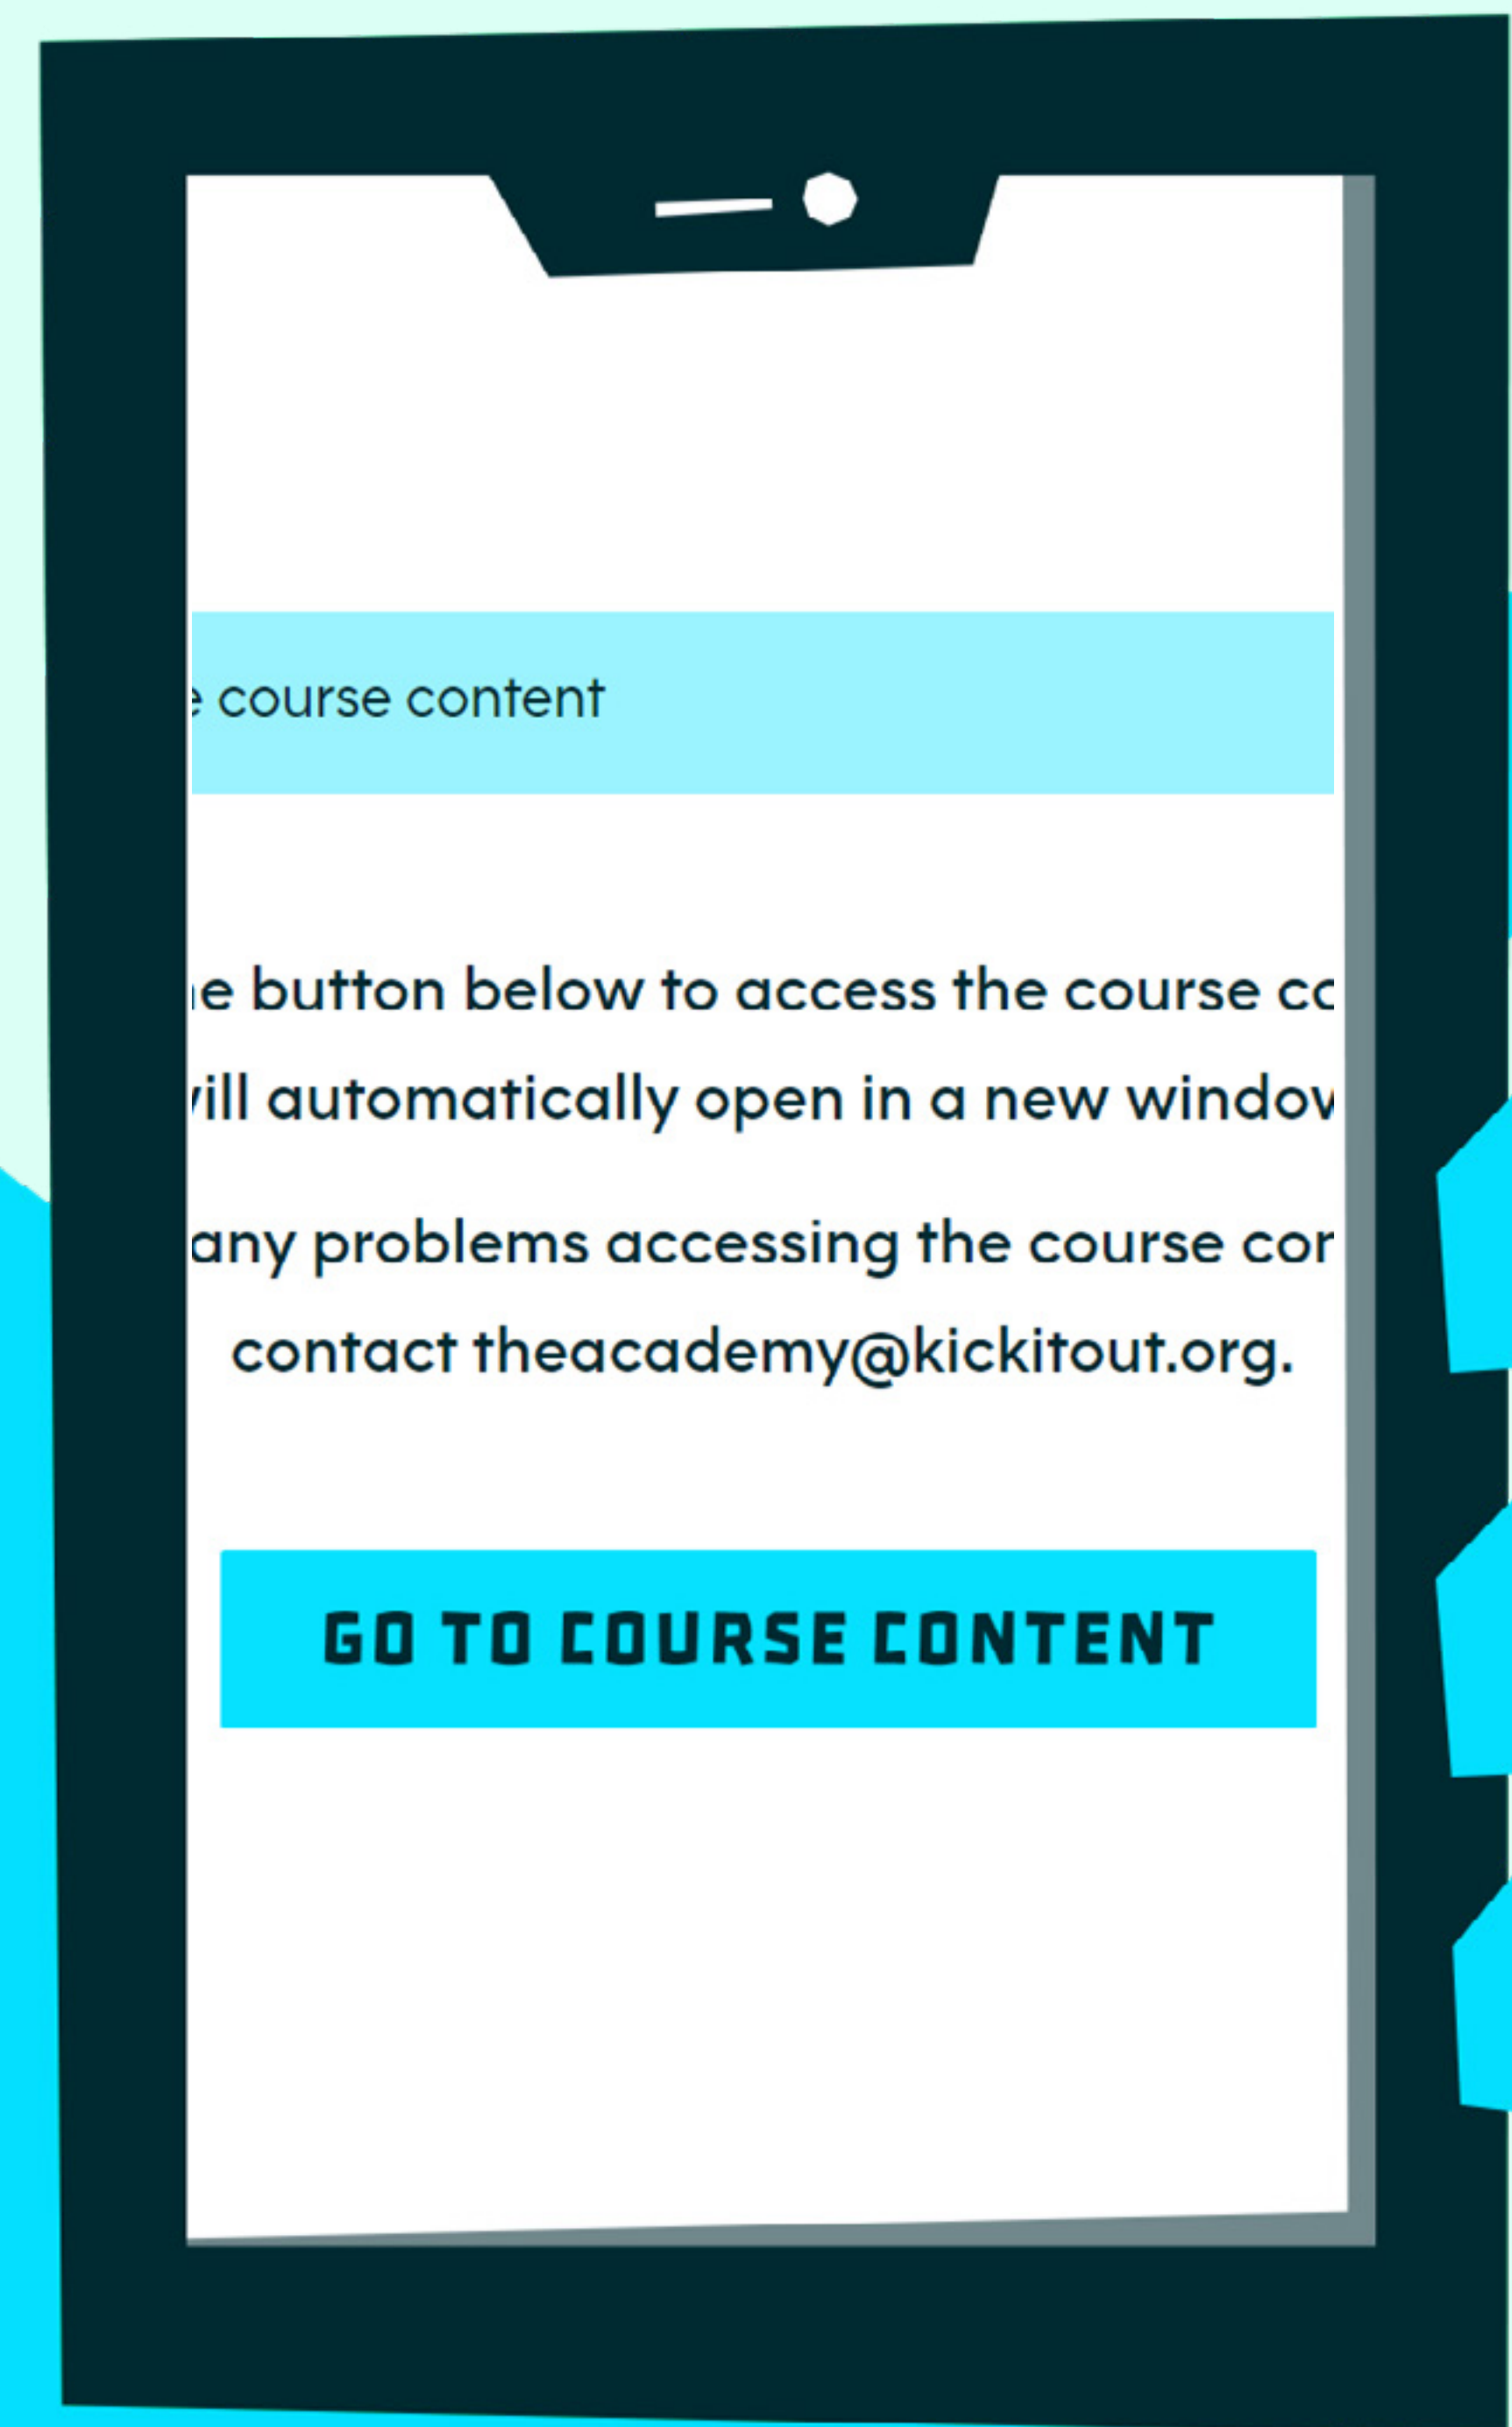 course content
button below to access the course
automatically open in a new
any problems accessing the course
contact theacademy@kickitout.org.
GO TO COURSE CONTENT